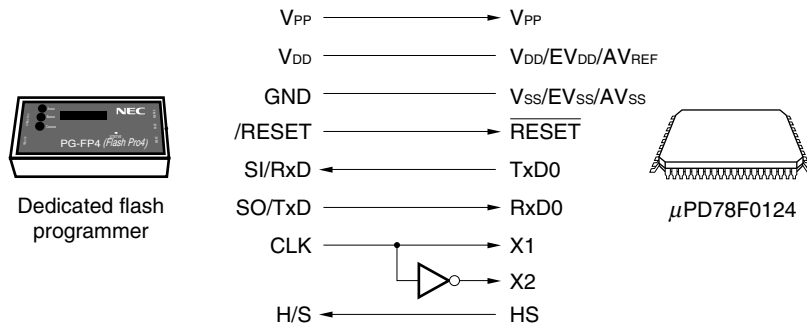 VPP VPP
VDD VDD/EVDD/AVREF
GND VSS/EVSS/AVSS
/RESET RESET
SI/RxD TxD0
SO/TxD RxD0
CLK X1
X2
H/S HS
NEC
PG-FP4 (Flash Pro4)
Dedicated flash
programmer
μPD78F0124